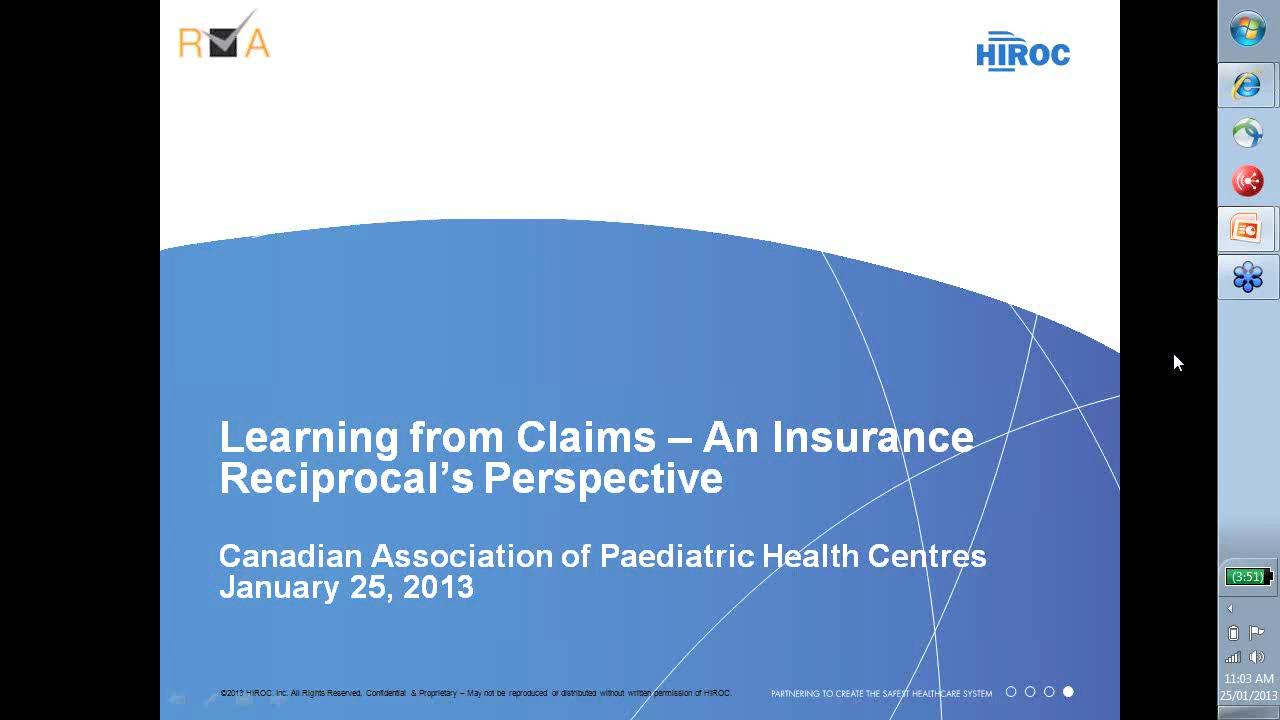 R A
HIROC
Learning from Claims – An Insurance
Reciprocal's Perspective
Canadian Association of Paediatric Health Centres
January 25, 2013
©2013 HIROC. Inc. All Rights Reserved. Confidential & Proprietary – May not be reproduced or distributed without written permission of HIROC.
PARTNERING TO CREATE THE SAFEST HEALTHCARE SYSTEM
(3:51)
11:03 AM
25/01/2013